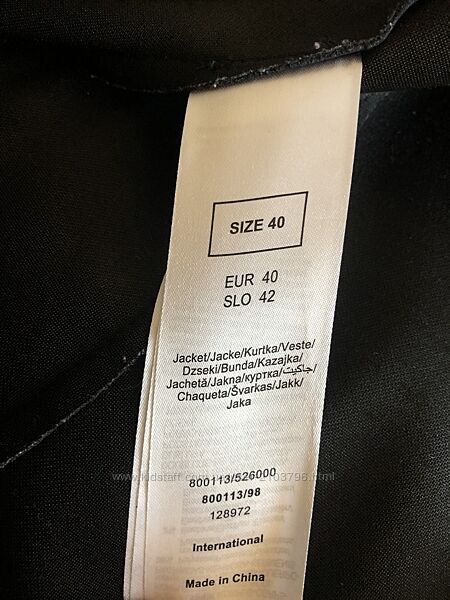 SIZE 40
EUR 40
SLO 42
Jacket/Jacke/Kurtka/Veste/
Dzseki/Bunda/Kazajka/
Jachetă/Jakna/куртка/جاكيت/
Chaqueta/Švarkas/Jakk/
Jaka
800113/526000
800113/98
128972
International
Made in China